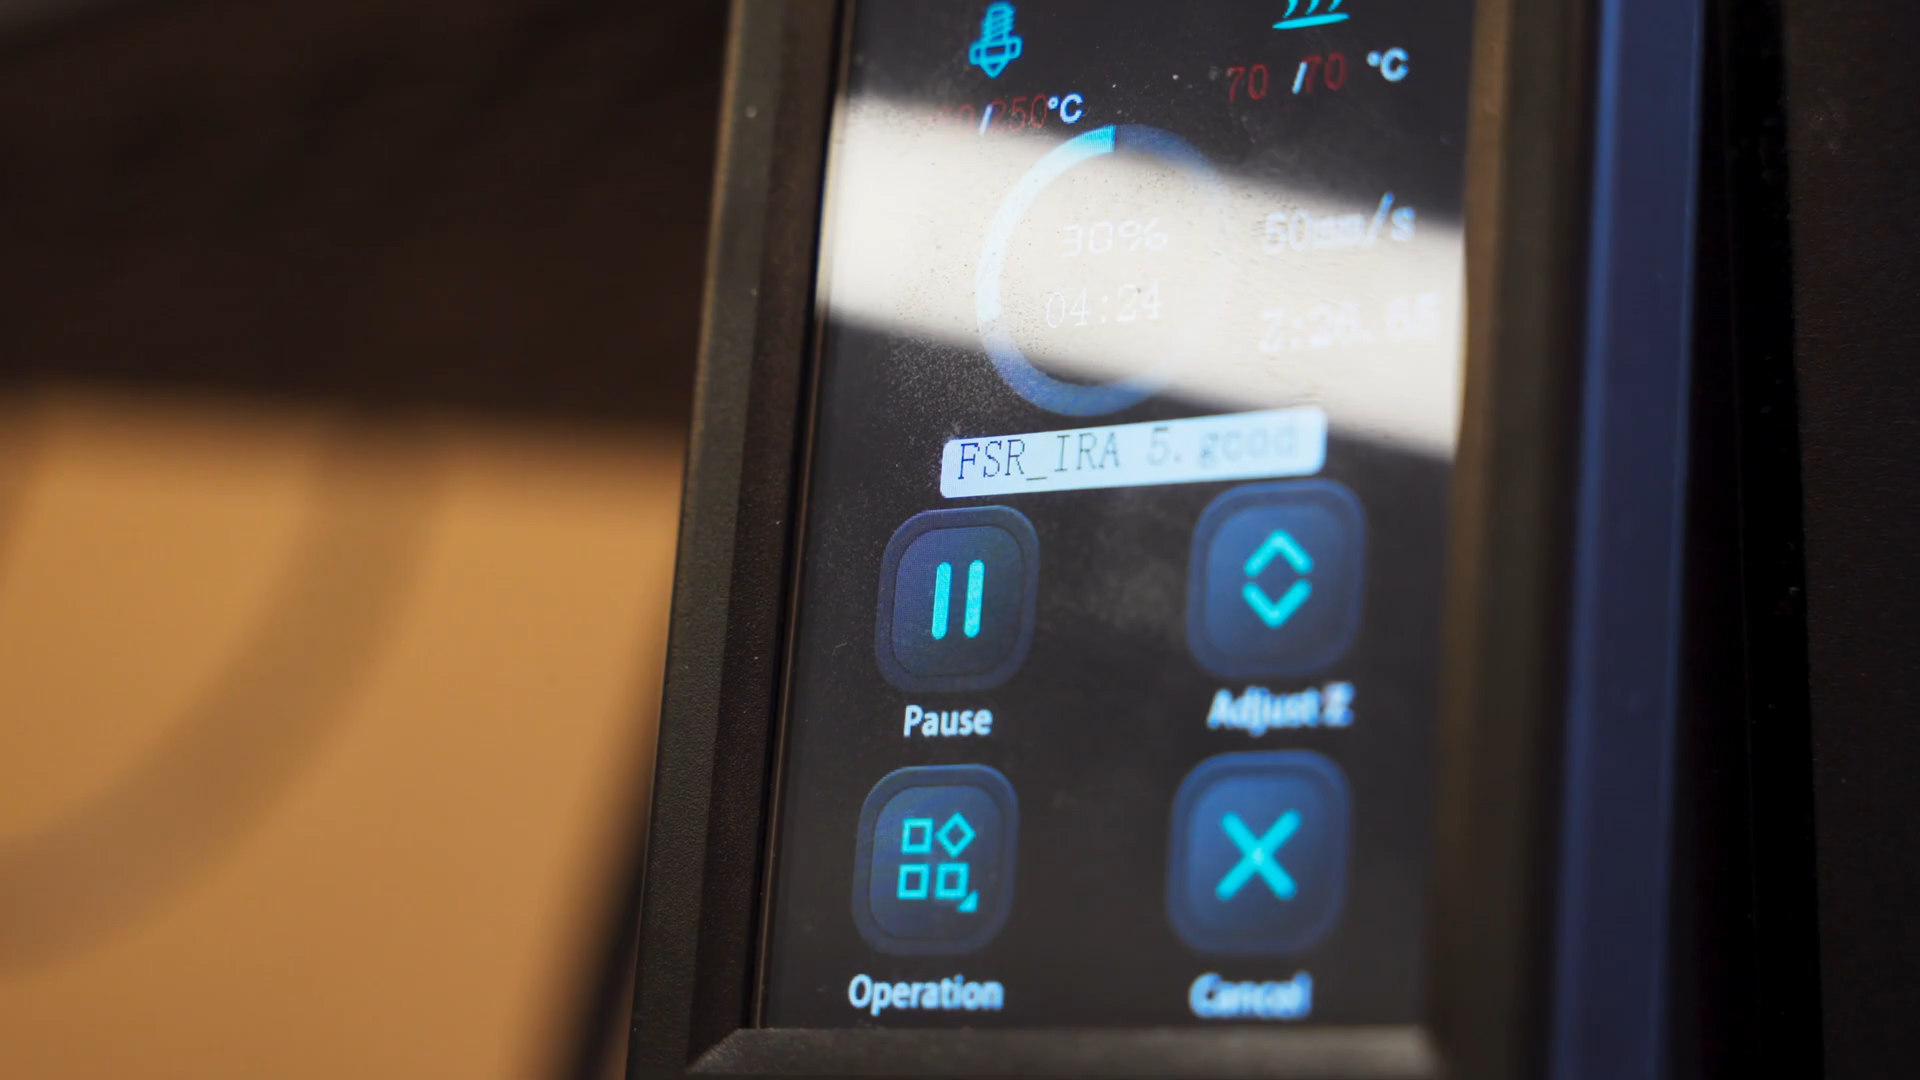 /250°C
70 /70 °C
30%
60mm/s
04:24
FSR_IRA 5.gcod
Pause
Adjust Z
Operation
Cancel